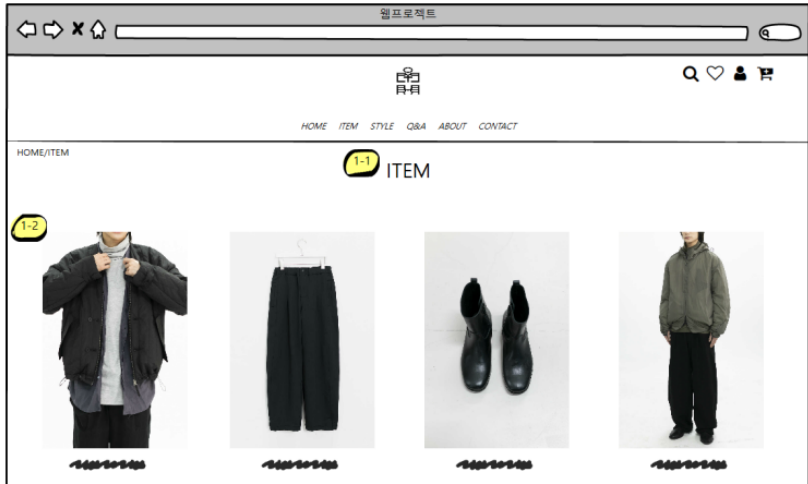 웹프로젝트
HOME ITEM STYLE Q&A ABOUT CONTACT
HOME/ITEM
1-1
ITEM
1-2